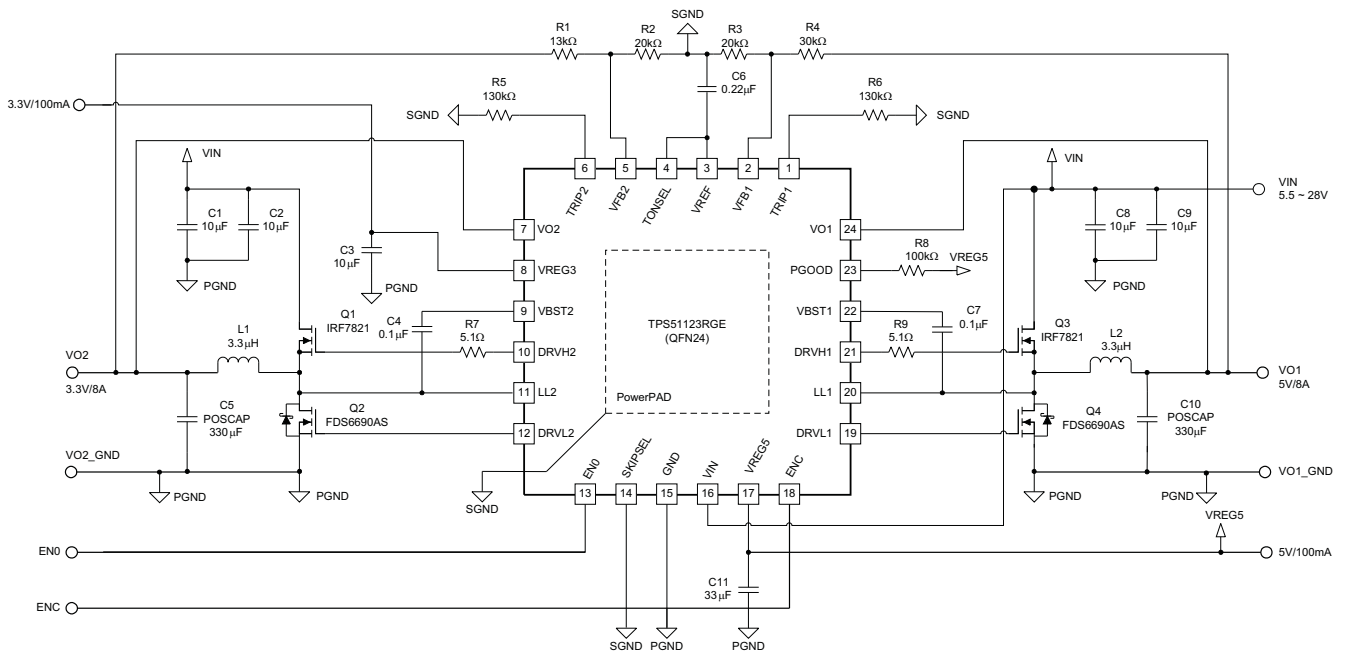 SGND
R1
13kΩ
R2
20kΩ
R3
20kΩ
R4
30kΩ
C6
0.22μF
R5
130kΩ
R6
130kΩ
SGND
SGND
3.3V/100mA
VIN
6
5
4
3
2
1
TRIP2
VFB2
TONSEL
VREF
VFB1
TRIP1
VIN
VIN
5.5 ~ 28V
C1
10μF
C2
10μF
C3
10μF
PGND
PGND
7
VO2
8
VREG3
9
VBST2
10
DRVH2
11
LL2
12
DRVL2
VO1
24
PGOOD
23
VBST1
22
DRVH1
21
LL1
20
DRVL1
19
R8
100kΩ
VREG5
C8
10μF
C9
10μF
PGND
TPS51123RGE
(QFN24)
PowerPAD
Q1
IRF7821
C4
0.1μF
R7
5.1Ω
R9
5.1Ω
C7
0.1μF
Q3
IRF7821
L1
3.3μH
L2
3.3μH
VO2
3.3V/8A
VO1
5V/8A
C5
POSCAP
330μF
Q2
FDS6690AS
Q4
FDS6690AS
C10
POSCAP
330μF
VO2_GND
PGND
PGND
SGND
EN0
SKIPSEL
GND
VIN
VREG5
ENC
13
14
15
16
17
18
PGND
PGND
VO1_GND
VREG5
EN0
5V/100mA
ENC
C11
33μF
SGND
PGND
PGND